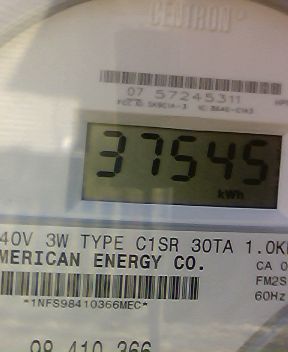 CENTRON®
07 57245311
37545
kWh
40V 3W TYPE C1SR 30TA 1.0
MERICAN ENERGY CO.
CA 0
FM2S
60Hz
*1NFS98410366MEC*
98 410 366